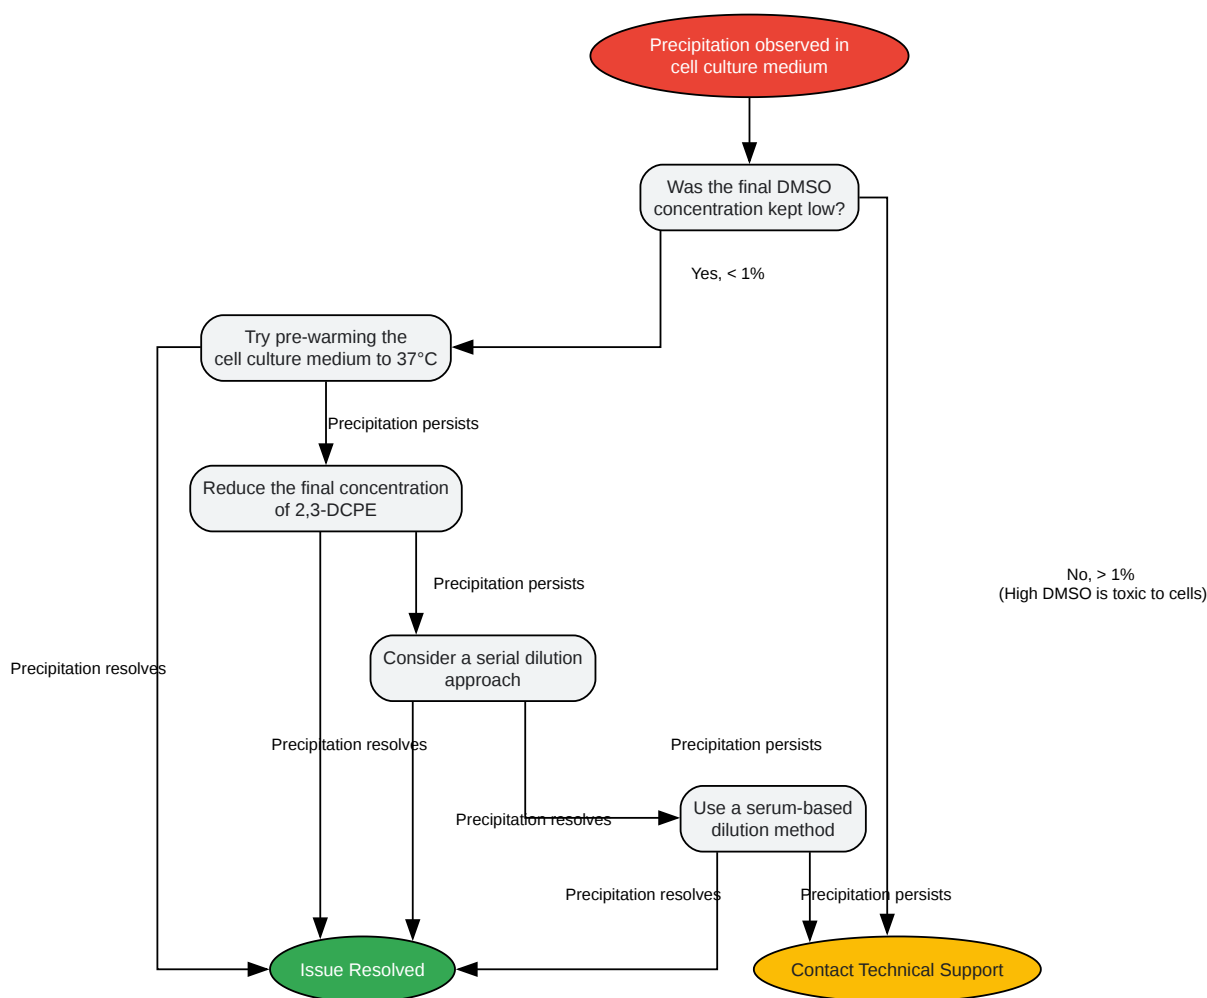 Precipitation observed in
cell culture medium
Was the final DMSO
concentration kept low?
Yes, < 1%
Try pre-warming the
cell culture medium to 37°C
Precipitation persists
Reduce the final concentration
of 2,3-DCPE
Precipitation persists
No, > 1%
(High DMSO is toxic to cells)
Consider a serial dilution
approach
Precipitation resolves
Precipitation resolves
Precipitation persists
Use a serum-based
dilution method
Precipitation resolves
Precipitation resolves
Precipitation persists
Issue Resolved
Contact Technical Support